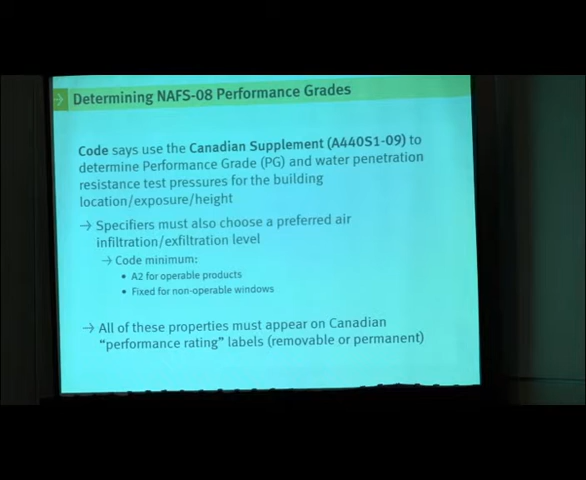 → Determining NAFS-08 Performance Grades
Code says use the Canadian Supplement (A440S1-09) to
determine Performance Grade (PG) and water penetration
resistance test pressures for the building
location/exposure/height
→ Specifiers must also choose a preferred air
infiltration/exfiltration level
→ Code minimum:
• A2 for operable products
• Fixed for non-operable windows
→ All of these properties must appear on Canadian
“performance rating” labels (removable or permanent)